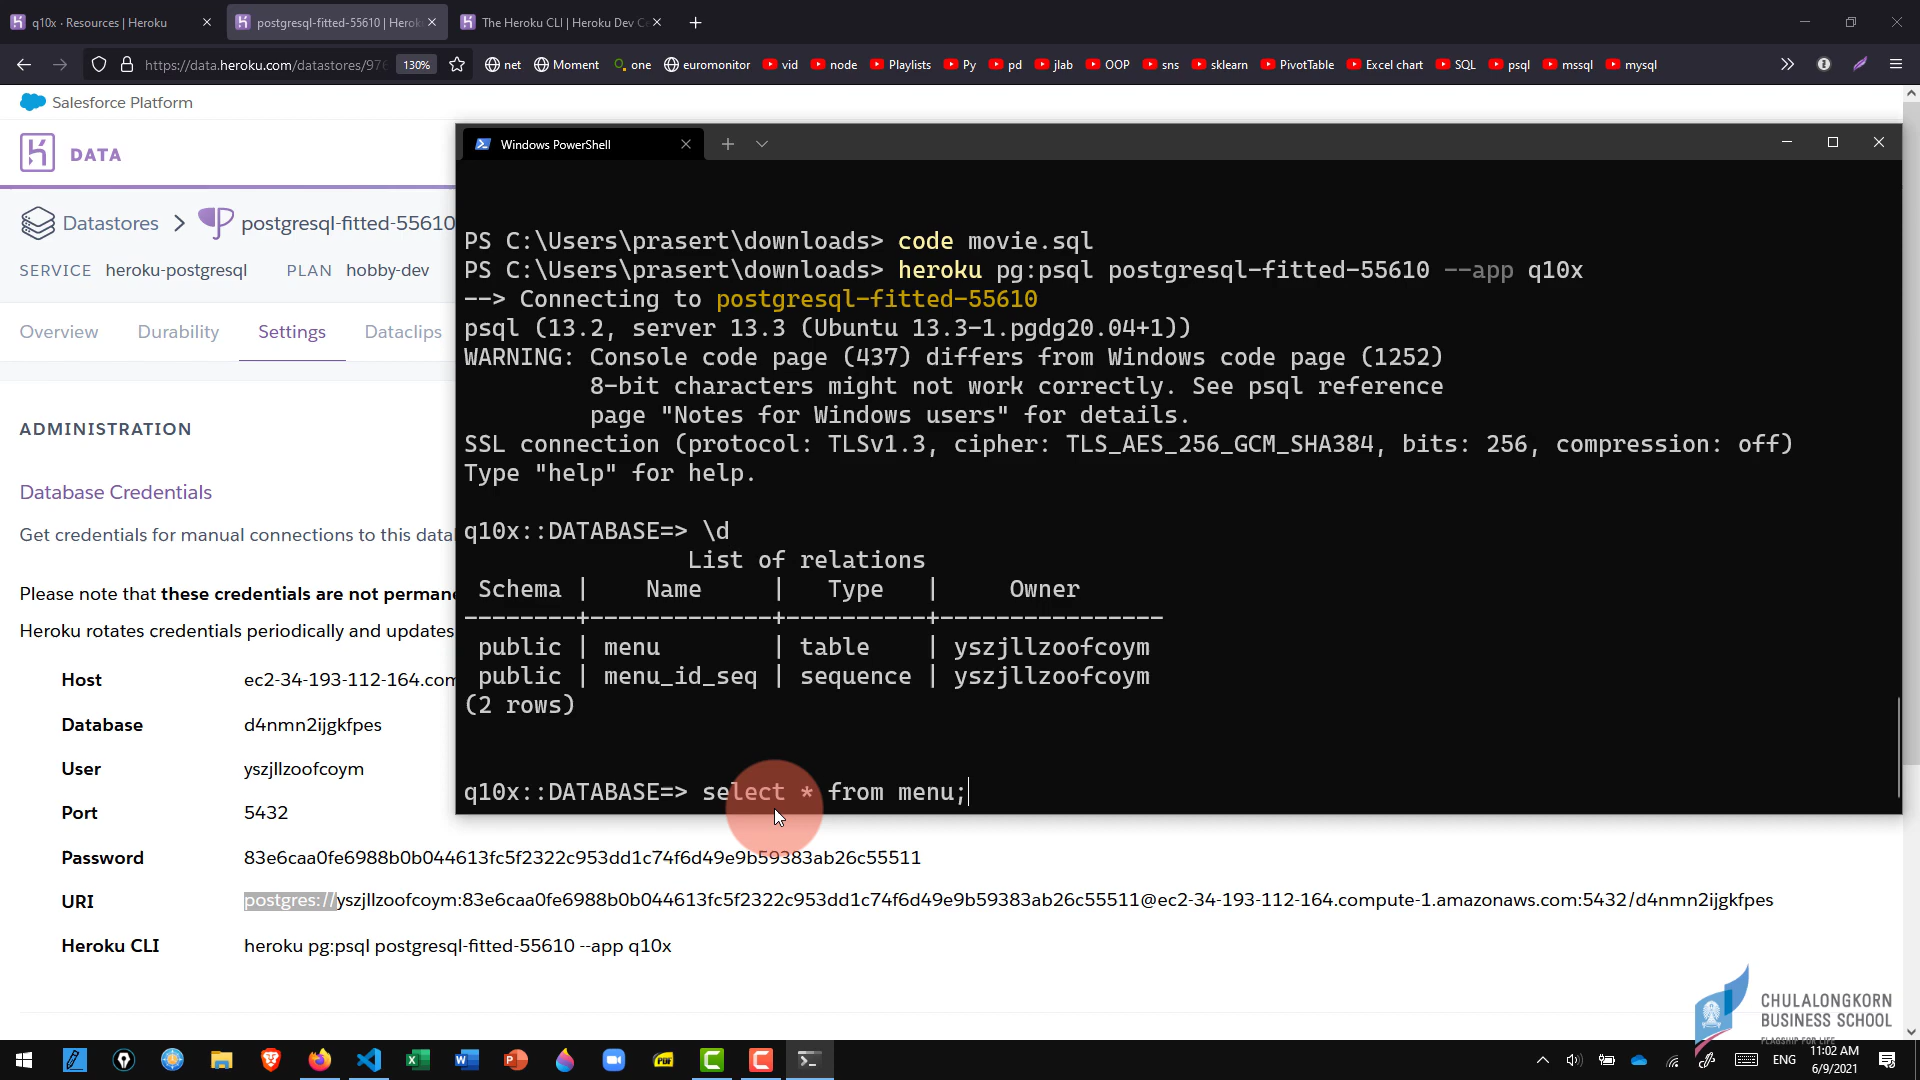 q10x · Resources | Heroku
postgresql-fitted-55610 | Herok
The Heroku CLI | Heroku Dev Ce
https://data.heroku.com/datastores/976
130%
net
Moment
one
euromonitor
vid
node
Playlists
Py
pd
jlab
OOP
sns
sklearn
PivotTable
Excel chart
SQL
psql
mssql
mysql
Salesforce Platform
DATA
Datastores > postgresql-fitted-55610
SERVICE heroku-postgresql PLAN hobby-dev
Overview Durability Settings Dataclips
ADMINISTRATION
Database Credentials
Get credentials for manual connections to this data
Please note that these credentials are not permane
Heroku rotates credentials periodically and updates
Host ec2-34-193-112-164.com
Database d4nmn2ijgkfpes
User yszjllzoofcoym
Port 5432
Password 83e6caa0fe6988b0b044613fc5f2322c953dd1c74f6d49e9b59383ab26c55511
URI postgres://yszjllzoofcoym:83e6caa0fe6988b0b044613fc5f2322c953dd1c74f6d49e9b59383ab26c55511@ec2-34-193-112-164.compute-1.amazonaws.com:5432/d4nmn2ijgkfpes
Heroku CLI heroku pg:psql postgresql-fitted-55610 --app q10x
Windows PowerShell
PS C:\Users\prasert\downloads> code movie.sql
PS C:\Users\prasert\downloads> heroku pg:psql postgresql-fitted-55610 --app q10x
--> Connecting to postgresql-fitted-55610
psql (13.2, server 13.3 (Ubuntu 13.3-1.pgdg20.04+1))
WARNING: Console code page (437) differs from Windows code page (1252)
8-bit characters might not work correctly. See psql reference
page "Notes for Windows users" for details.
SSL connection (protocol: TLSv1.3, cipher: TLS_AES_256_GCM_SHA384, bits: 256, compression: off)
Type "help" for help.
q10x::DATABASE=> \d
List of relations
Schema | Name | Type | Owner
--------+-------------+----------+----------------
public | menu | table | yszjllzoofcoym
public | menu_id_seq | sequence | yszjllzoofcoym
(2 rows)
q10x::DATABASE=> select * from menu;
CHULALONGKORN
BUSINESS SCHOOL
FLAGSHIP FOR LIFE
ENG
11:02 AM
6/9/2021